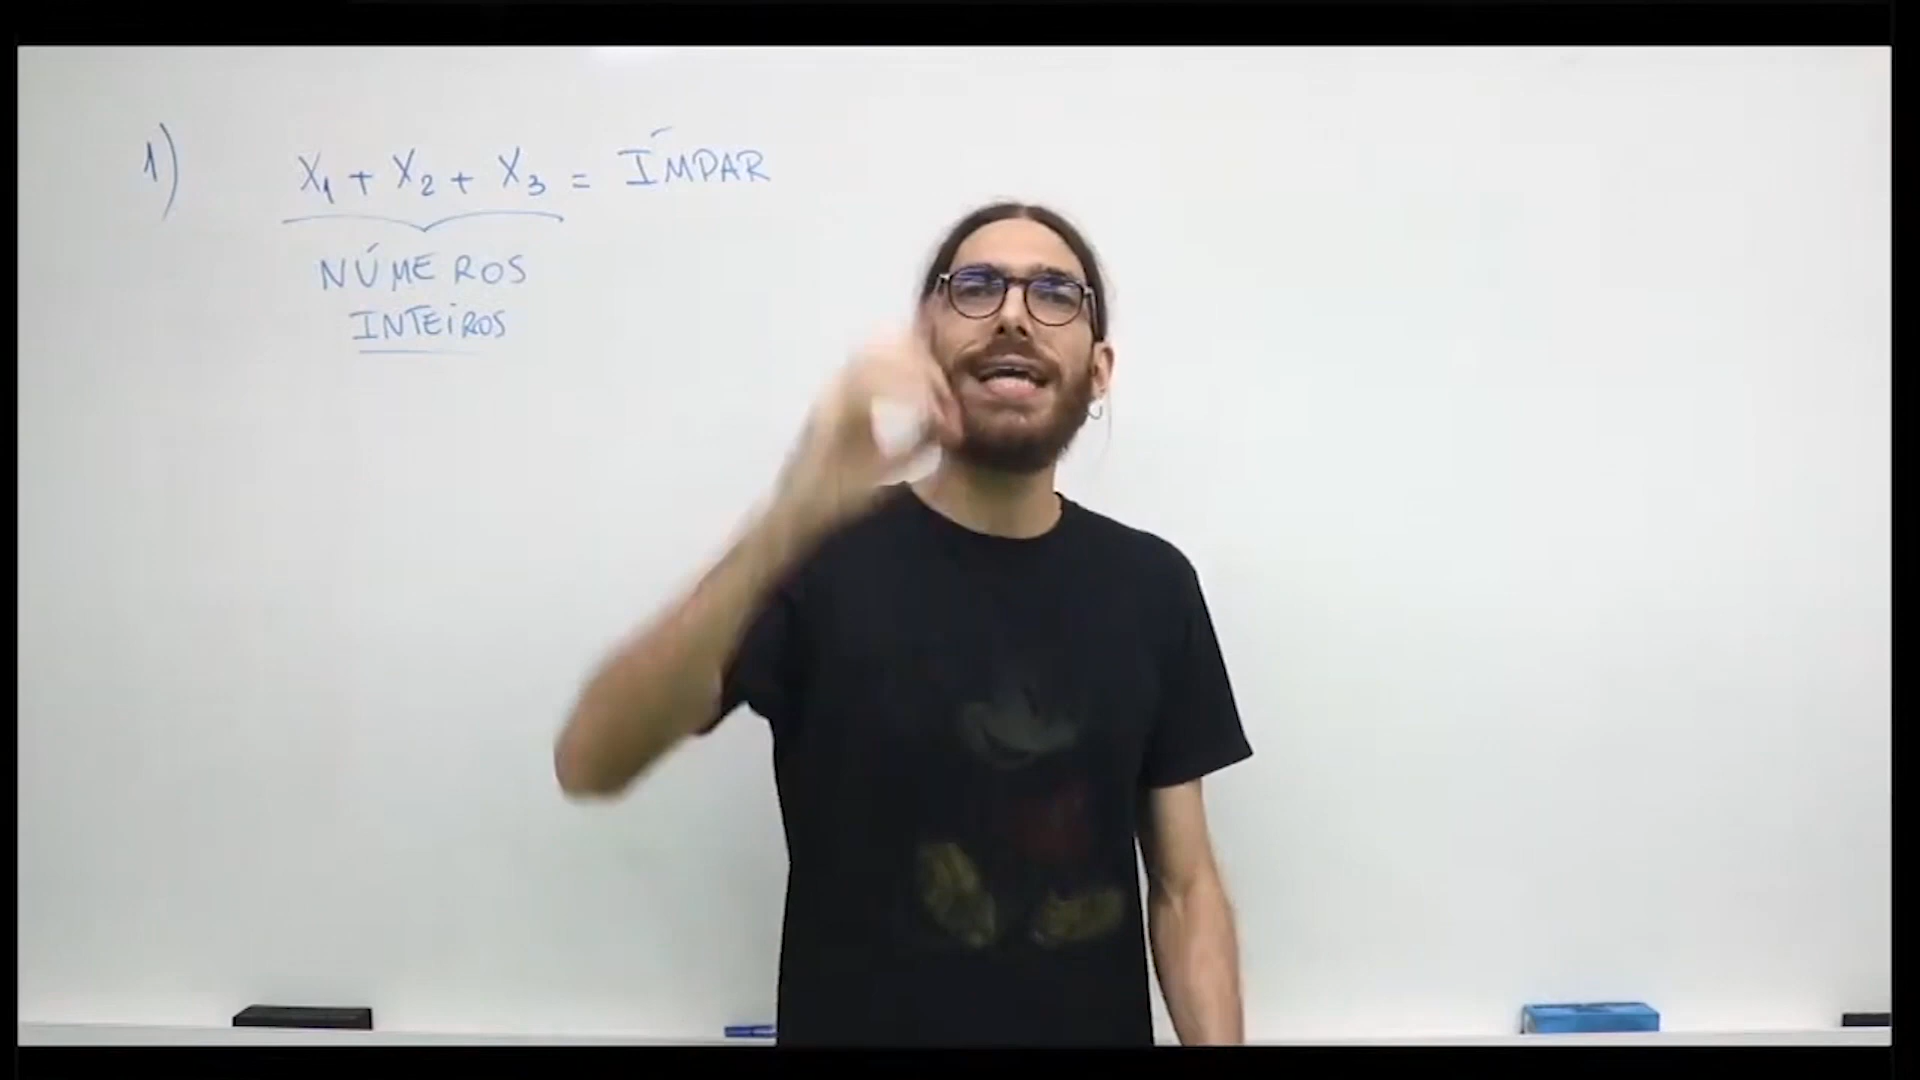 1) X₁ + X₂ + X₃ = ÍMPAR
NÚMEROS
INTEIROS